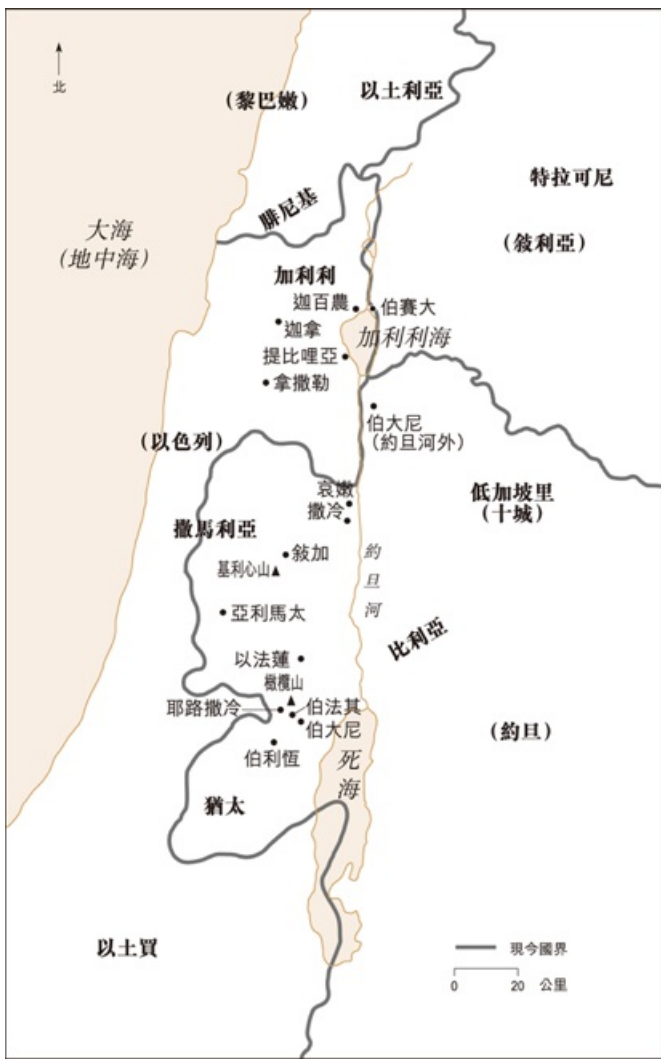 北
(黎巴嫩)
以土利亞
腓尼基
特拉可尼
(敍利亞)
大海
(地中海)
加利利
迦百農
伯賽大
迦拿
加利利海
提比哩亞
拿撒勒
伯大尼
(約旦河外)
(以色列)
哀嫩
撒冷
低加坡里
(十城)
撒馬利亞
敍加
基利心山
約旦河
亞利馬太
比利亞
以法蓮
橄欖山
耶路撒冷
伯法其
伯大尼
(約旦)
伯利恆
死海
猶太
以土買
現今國界
0 20 公里